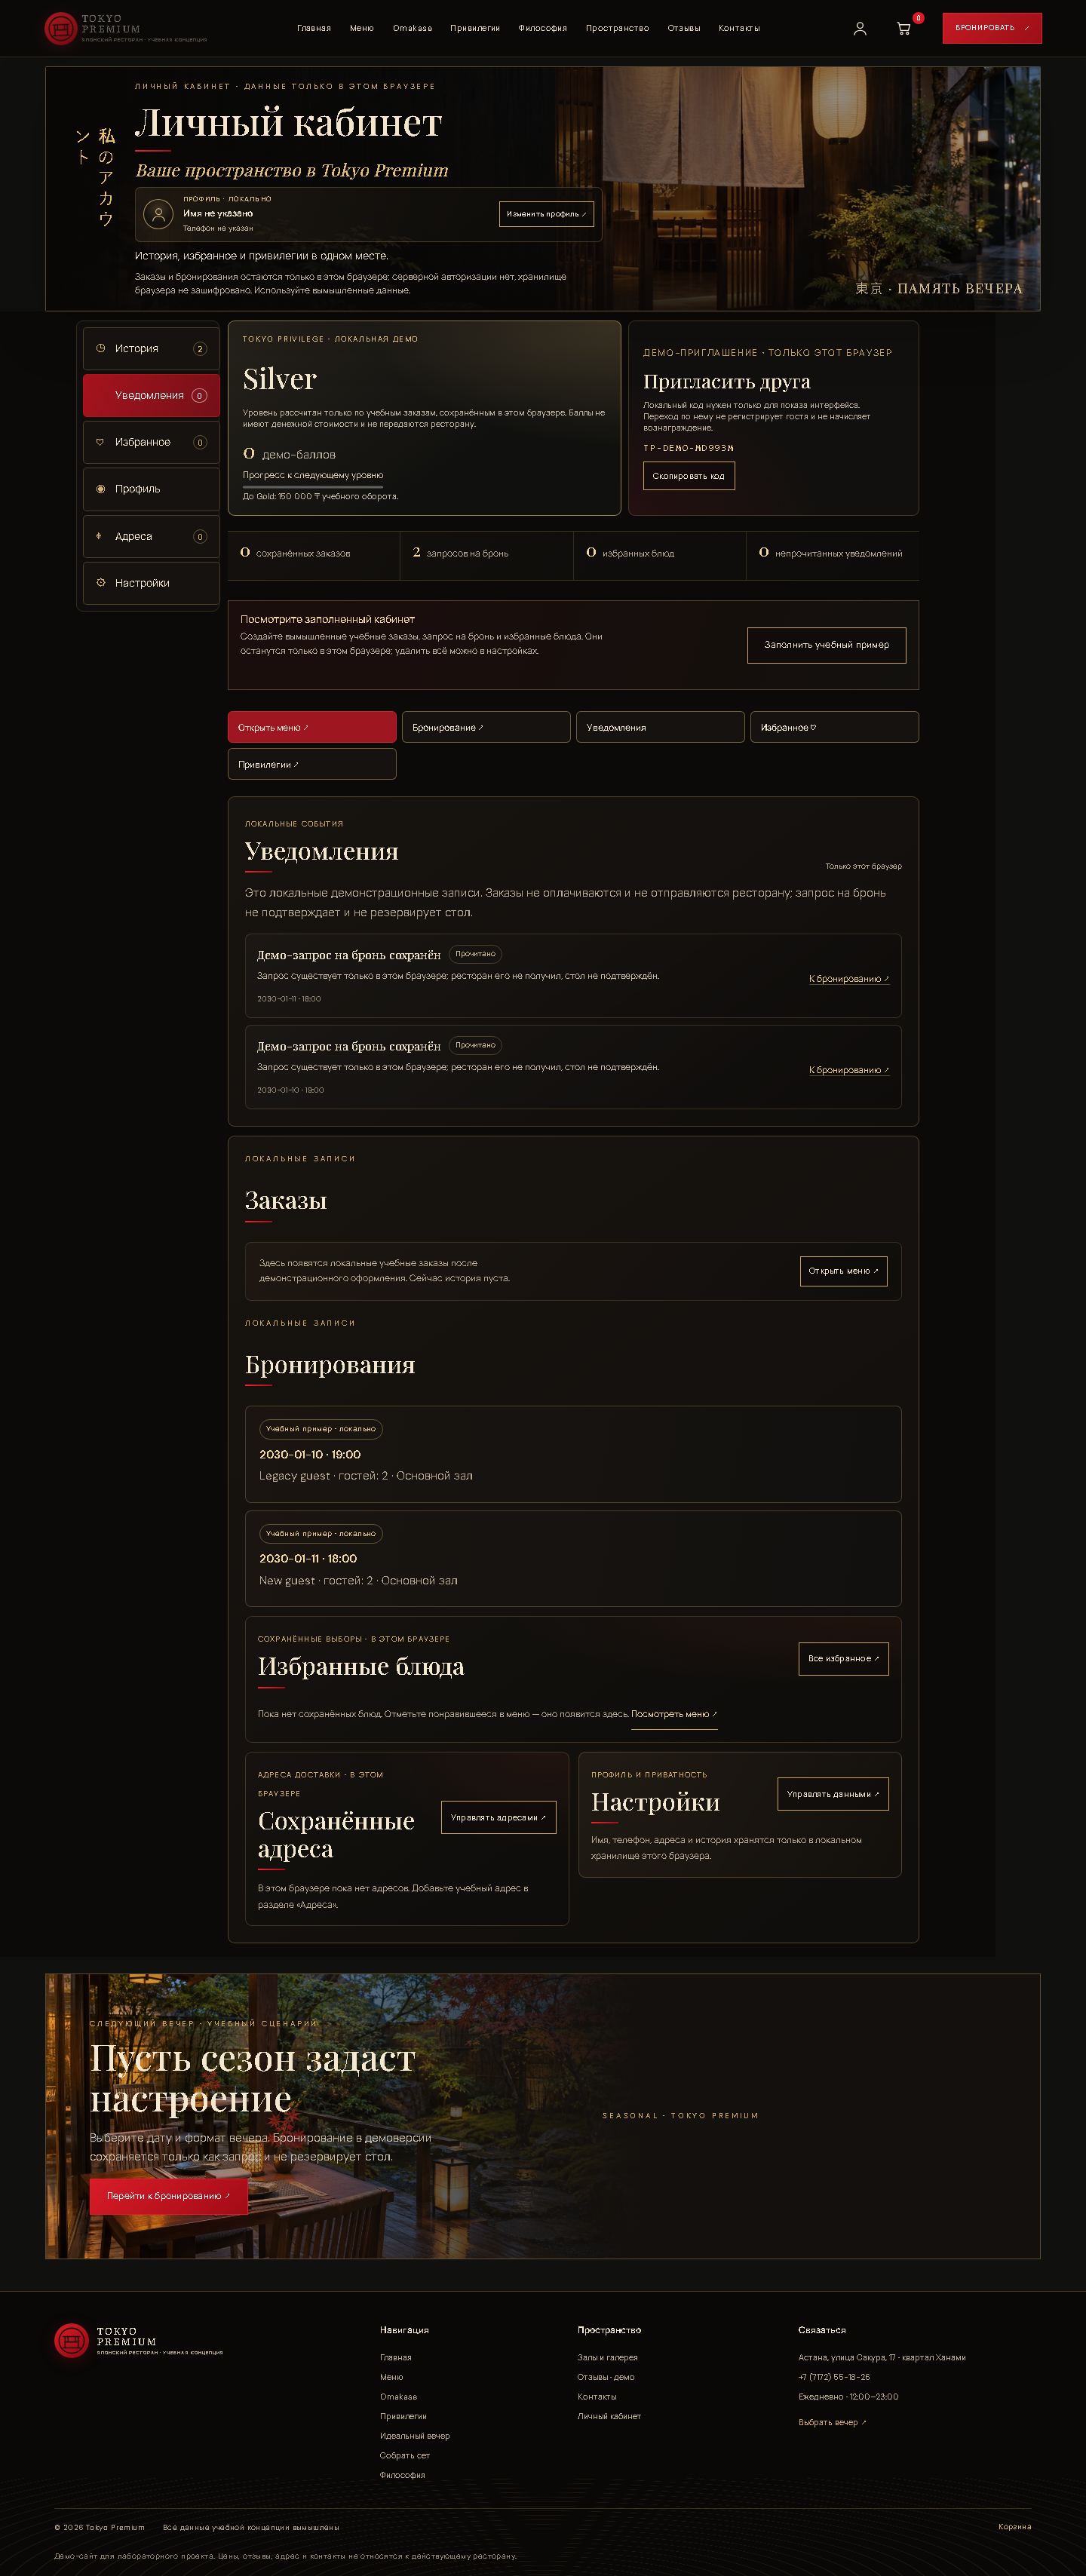 TOKYO
PREMIUM
ЯПОНСКИЙ РЕСТОРАН · УЧЕБНАЯ КОНЦЕПЦИЯ
Главная
Меню
Omakase
Привилегии
Философия
Пространство
Отзывы
Контакты
0
БРОНИРОВАТЬ ↗
私のアカウ
ント
ЛИЧНЫЙ КАБИНЕТ · ДАННЫЕ ТОЛЬКО В ЭТОМ БРАУЗЕРЕ
Личный кабинет
Ваше пространство в Tokyo Premium
ПРОФИЛЬ · ЛОКАЛЬНО
Имя не указано
Телефон не указан
Изменить профиль ↗
История, избранное и привилегии в одном месте.
Заказы и бронирования остаются только в этом браузере; серверной авторизации нет, хранилище
браузера не зашифровано. Используйте вымышленные данные.
東京 · ПАМЯТЬ ВЕЧЕРА
История 2
Уведомления 0
Избранное 0
Профиль
Адреса 0
Настройки
TOKYO PRIVILEGE · ЛОКАЛЬНАЯ ДЕМО
Silver
Уровень рассчитан только по учебным заказам, сохранённым в этом браузере. Баллы не
имеют денежной стоимости и не передаются ресторану.
0 демо-баллов
Прогресс к следующему уровню
До Gold: 150 000 ₸ учебного оборота.
ДЕМО-ПРИГЛАШЕНИЕ · ТОЛЬКО ЭТОТ БРАУЗЕР
Пригласить друга
Локальный код нужен только для показа интерфейса.
Переход по нему не регистрирует гостя и не начисляет
вознаграждение.
TP-DEMO-MD993M
Скопировать код
0 сохранённых заказов
2 запросов на бронь
0 избранных блюд
0 непрочитанных уведомлений
Посмотрите заполненный кабинет
Создайте вымышленные учебные заказы, запрос на бронь и избранные блюда. Они
останутся только в этом браузере; удалить всё можно в настройках.
Заполнить учебный пример
Открыть меню ↗
Бронирование ↗
Уведомления
Избранное ♡
Привилегии ↗
ЛОКАЛЬНЫЕ СОБЫТИЯ
Уведомления
Только этот браузер
Это локальные демонстрационные записи. Заказы не оплачиваются и не отправляются ресторану; запрос на бронь
не подтверждает и не резервирует стол.
Демо-запрос на бронь сохранён Прочитано
Запрос существует только в этом браузере; ресторан его не получил, стол не подтверждён.
2030-01-11 · 18:00
К бронированию ↗
Демо-запрос на бронь сохранён Прочитано
Запрос существует только в этом браузере; ресторан его не получил, стол не подтверждён.
2030-01-10 · 19:00
К бронированию ↗
ЛОКАЛЬНЫЕ ЗАПИСИ
Заказы
Здесь появятся локальные учебные заказы после
демонстрационного оформления. Сейчас история пуста.
Открыть меню ↗
ЛОКАЛЬНЫЕ ЗАПИСИ
Бронирования
Учебный пример · локально
2030-01-10 · 19:00
Legacy guest · гостей: 2 · Основной зал
Учебный пример · локально
2030-01-11 · 18:00
New guest · гостей: 2 · Основной зал
СОХРАНЁННЫЕ ВЫБОРЫ · В ЭТОМ БРАУЗЕРЕ
Избранные блюда
Все избранное ↗
Пока нет сохранённых блюд. Отметьте понравившееся в меню — оно появится здесь. Посмотреть меню ↗
АДРЕСА ДОСТАВКИ · В ЭТОМ
БРАУЗЕРЕ
Сохранённые
адреса
Управлять адресами ↗
В этом браузере пока нет адресов. Добавьте учебный адрес в
разделе «Адреса».
ПРОФИЛЬ И ПРИВАТНОСТЬ
Настройки
Управлять данными ↗
Имя, телефон, адреса и история хранятся только в локальном
хранилище этого браузера.
СЛЕДУЮЩИЙ ВЕЧЕР · УЧЕБНЫЙ СЦЕНАРИЙ
Пусть сезон задаст
настроение
Выберите дату и формат вечера. Бронирование в демоверсии
сохраняется только как запрос и не резервирует стол.
Перейти к бронированию ↗
SEASONAL · TOKYO PREMIUM
TOKYO
PREMIUM
ЯПОНСКИЙ РЕСТОРАН · УЧЕБНАЯ КОНЦЕПЦИЯ
Навигация
Главная
Меню
Omakase
Привилегии
Идеальный вечер
Собрать сет
Философия
Пространство
Залы и галерея
Отзывы · демо
Контакты
Личный кабинет
Связаться
Астана, улица Сакура, 17 · квартал Ханами
+7 (7172) 55-18-26
Ежедневно · 12:00–23:00
Выбрать вечер ↗
© 2026 Tokyo Premium
Все данные учебной концепции вымышлены
Корзина
Демо-сайт для лабораторного проекта. Цены, отзывы, адрес и контакты не относятся к действующему ресторану.